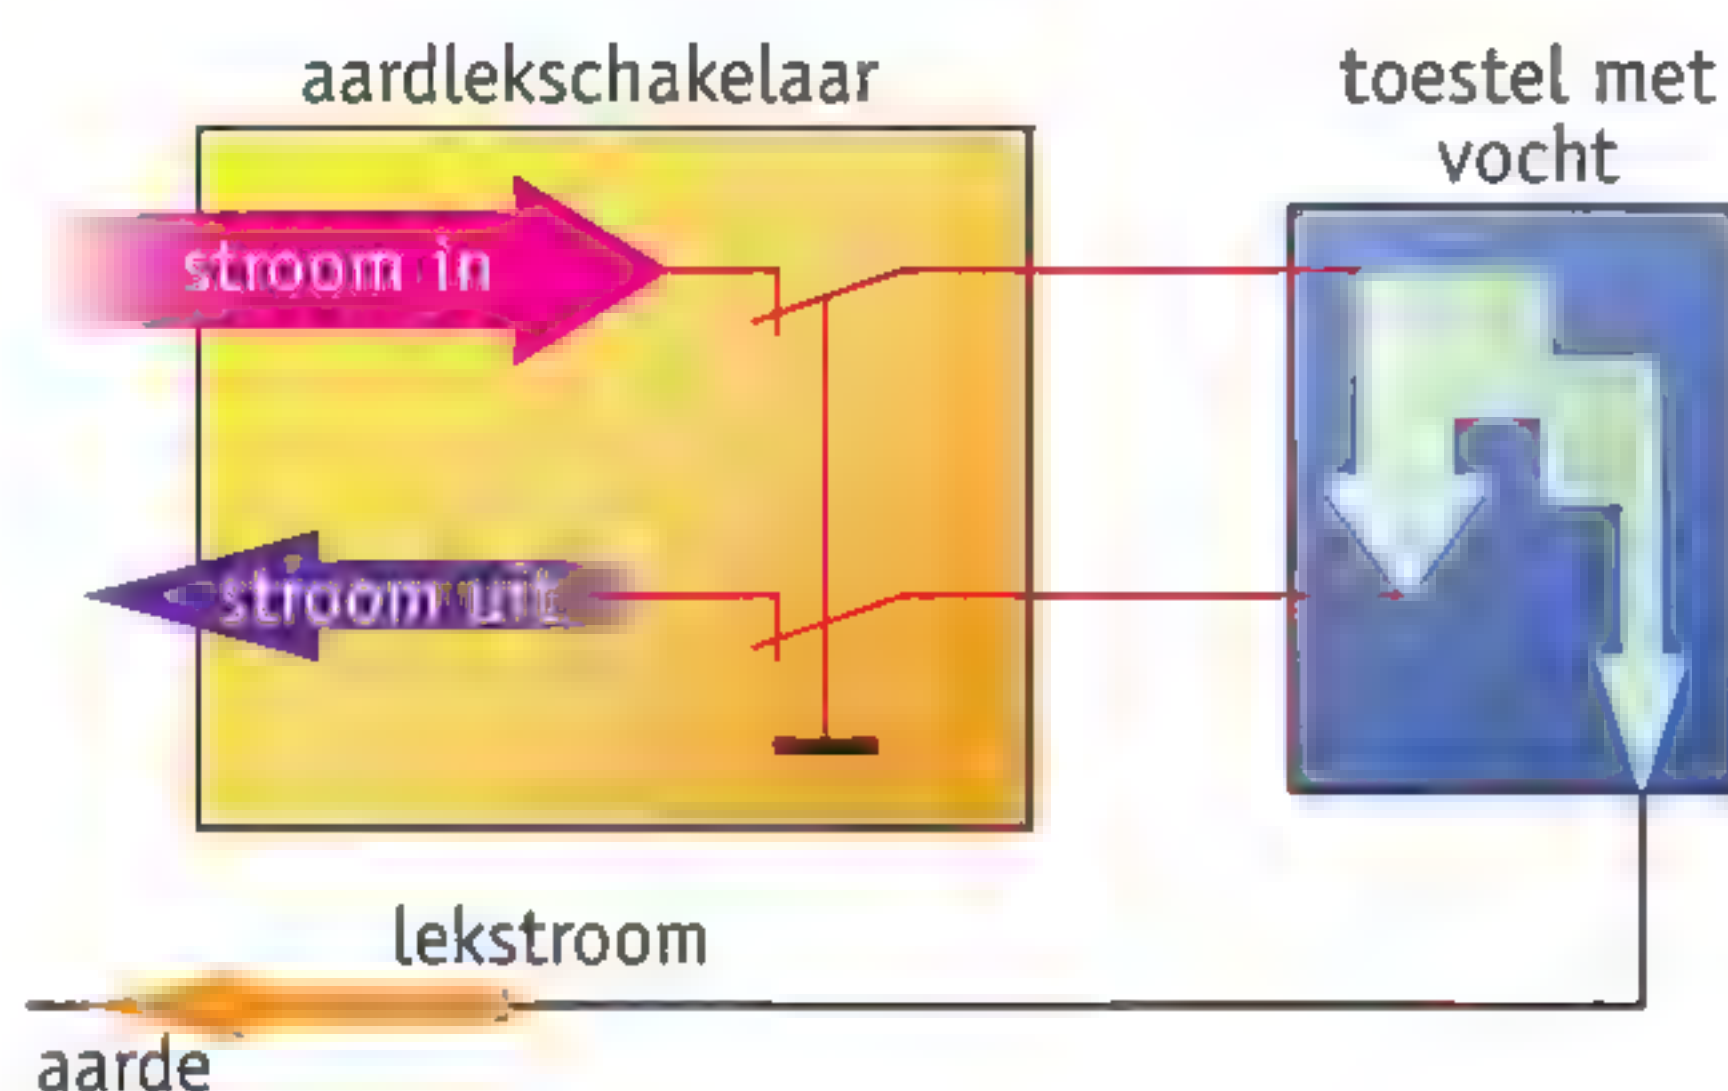 aardlekschakelaar
toestel met
vocht
stroom in
stroom uit
lekstroom
aarde